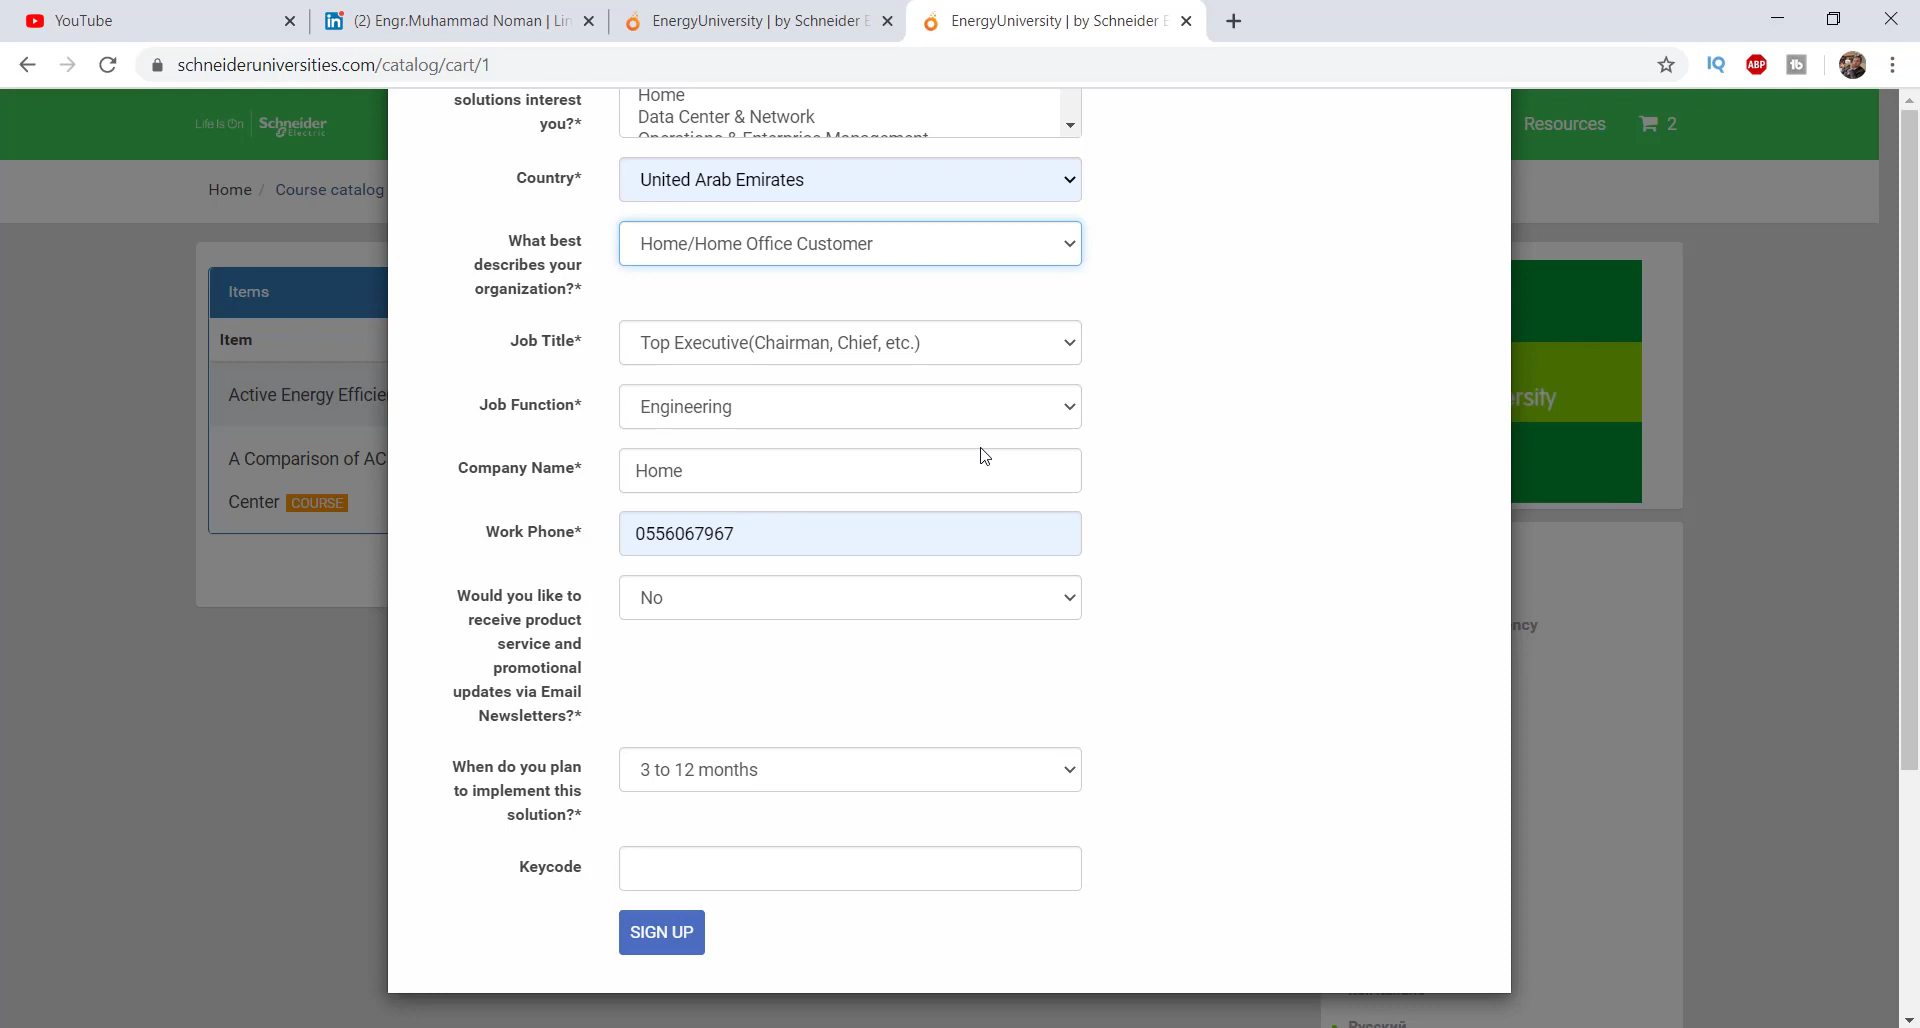 YouTube
(2) Engr.Muhammad Noman | Lin
EnergyUniversity | by Schneider E
EnergyUniversity | by Schneider E
schneideruniversities.com/catalog/cart/1
IQ
ABP
tb
Life Is On
Schneider
Electric
Resources
2
Home / Course catalog
solutions interest
you?*
Home
Data Center & Network
Operations & Enterprise Management
Country*
United Arab Emirates
What best
describes your
organization?*
Home/Home Office Customer
Items
Item
Active Energy Efficie
A Comparison of AC
Center COURSE
Job Title*
Top Executive(Chairman, Chief, etc.)
Job Function*
Engineering
Company Name*
Home
Work Phone*
0556067967
Would you like to
receive product
service and
promotional
updates via Email
Newsletters?*
No
When do you plan
to implement this
solution?*
3 to 12 months
Keycode
SIGN UP
ersity
ncy
Русский